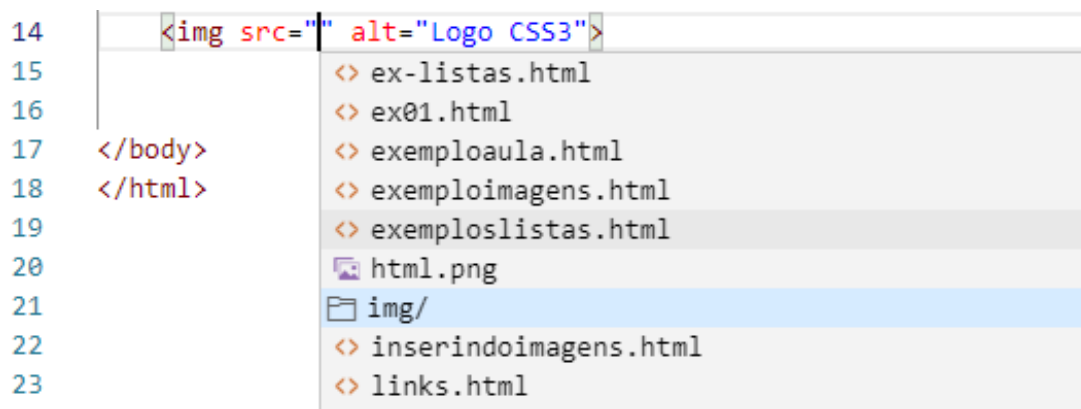 14 <img src="" alt="Logo CSS3">
15 ex-listas.html
16 ex01.html
17 </body> exemploaula.html
18 </html> exemploimagens.html
19 exemploslistas.html
20 html.png
21 img/
22 inserindoimagens.html
23 links.html